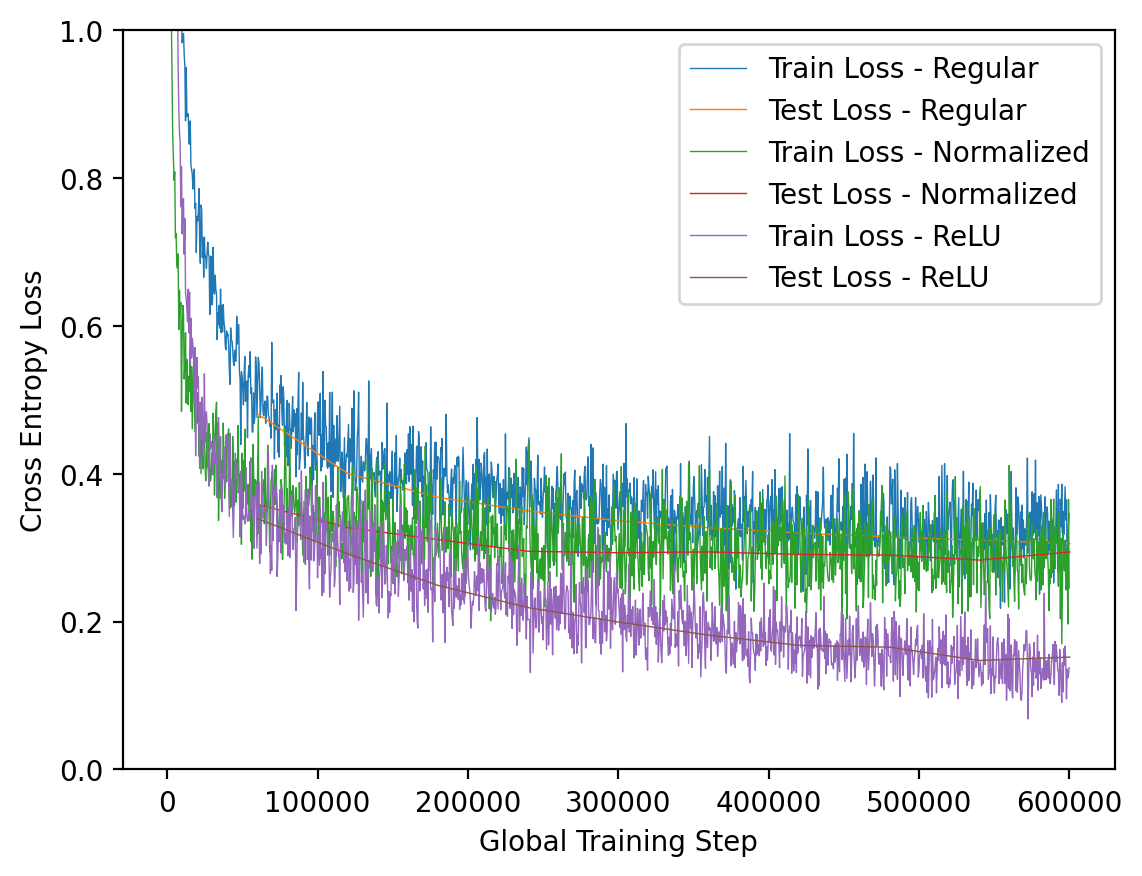 1.0
0.8
0.6
0.4
0.2
0.0
Cross Entropy Loss
Train Loss - Regular
Test Loss - Regular
Train Loss - Normalized
Test Loss - Normalized
Train Loss - ReLU
Test Loss - ReLU
0 100000 200000 300000 400000 500000 600000
Global Training Step